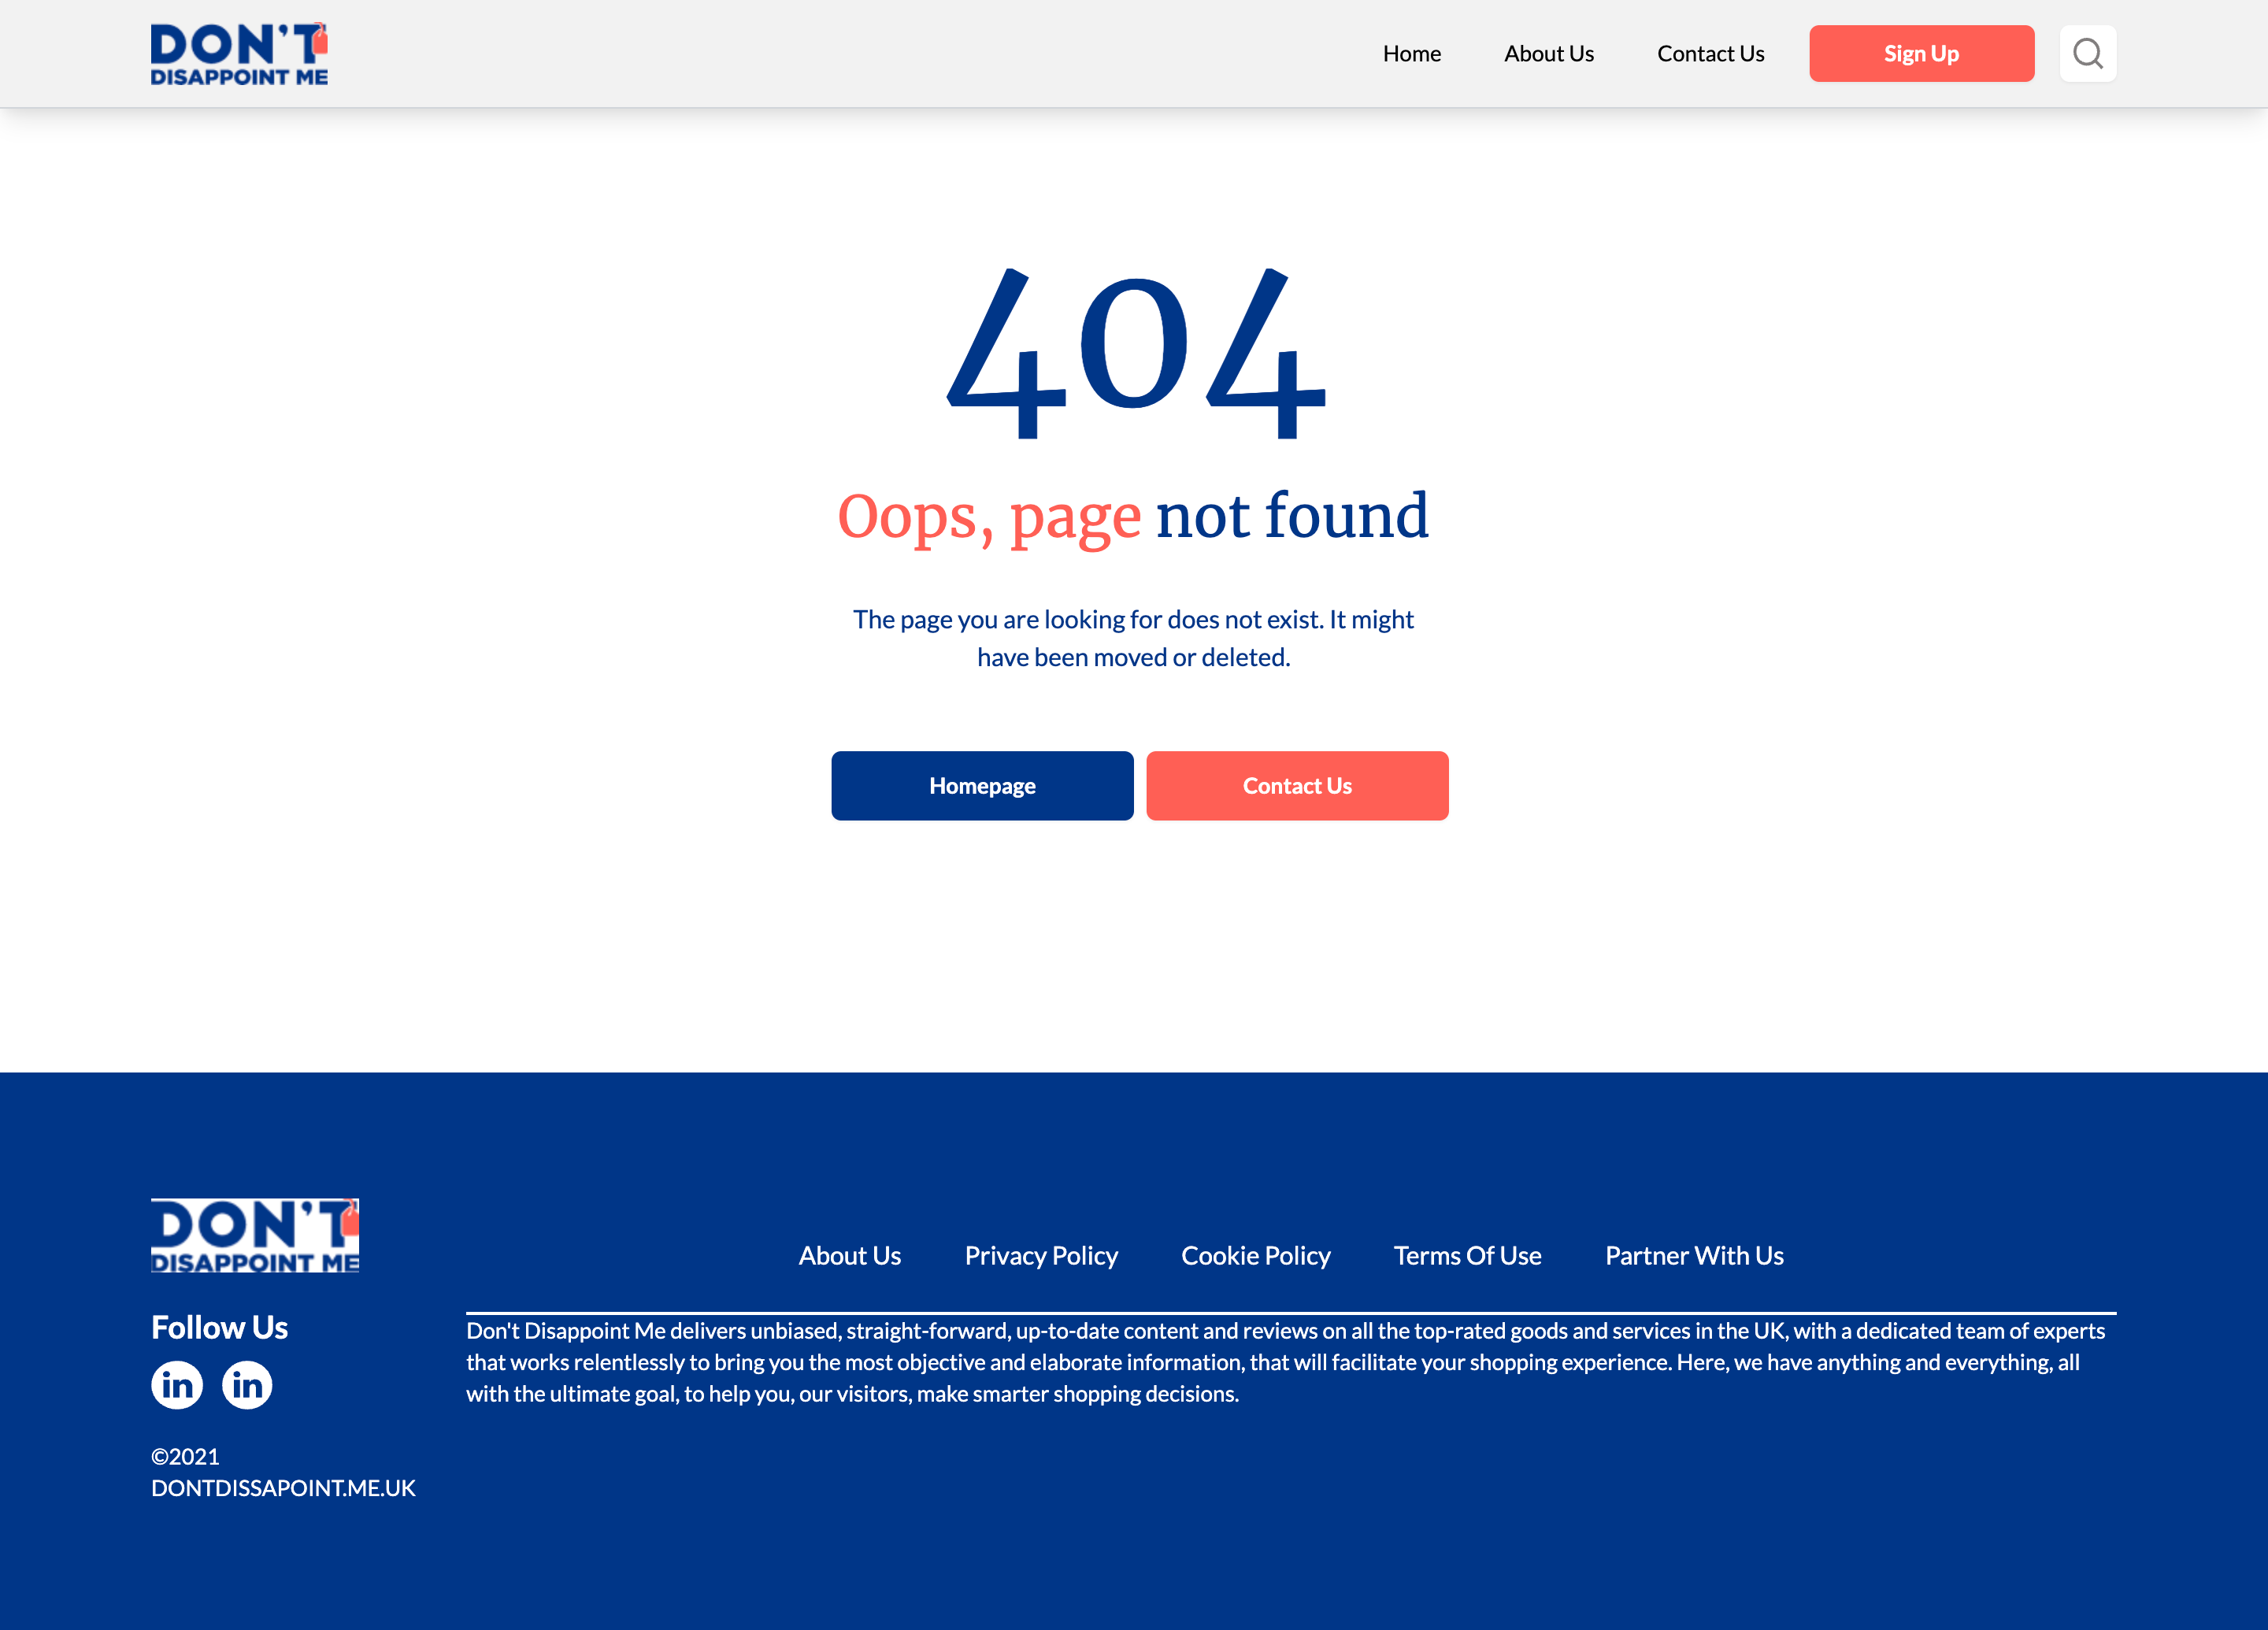 DON'T
DISAPPOINT ME
Home
About Us
Contact Us
Sign Up
404
Oops, page not found
The page you are looking for does not exist. It might
have been moved or deleted.
Homepage
Contact Us
DON'T
DISAPPOINT ME
Follow Us
in in
©2021
DONTDISSAPOINT.ME.UK
About Us
Privacy Policy
Cookie Policy
Terms Of Use
Partner With Us
Don't Disappoint Me delivers unbiased, straight-forward, up-to-date content and reviews on all the top-rated goods and services in the UK, with a dedicated team of experts
that works relentlessly to bring you the most objective and elaborate information, that will facilitate your shopping experience. Here, we have anything and everything, all
with the ultimate goal, to help you, our visitors, make smarter shopping decisions.